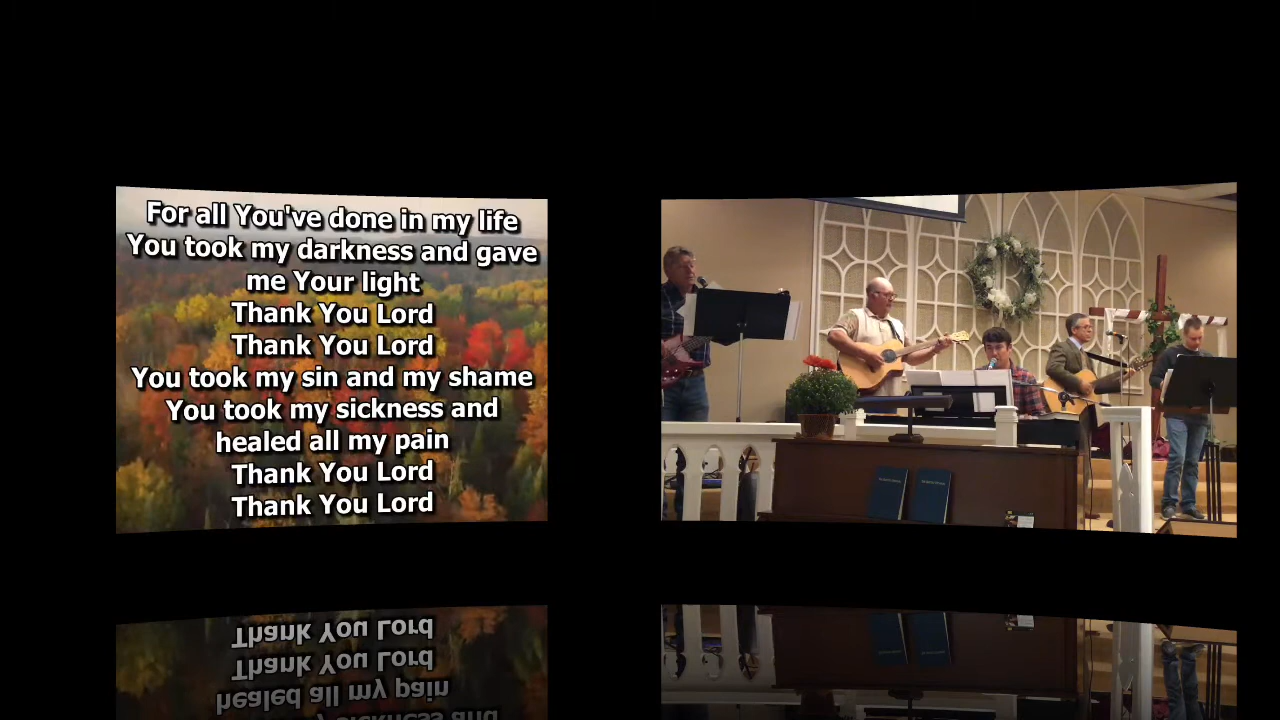 For all You've done in my life
You took my darkness and gave
me Your light
Thank You Lord
Thank You Lord
You took my sin and my shame
You took my sickness and
healed all my pain
Thank You Lord
Thank You Lord